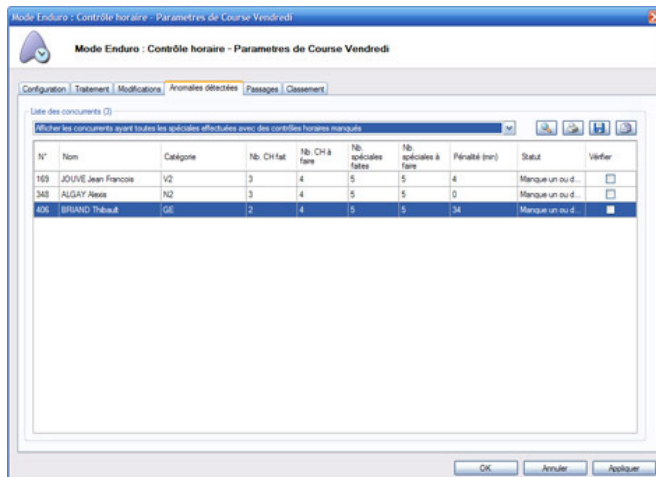 Mode Enduro : Contrôle horaire - Parametres de Course Vendredi
Mode Enduro : Contrôle horaire - Parametres de Course Vendredi
Configuration Traitement Modifications Anomalies détectées Passages Classement
Liste des concurrents (3)
Afficher les concurrents ayant toutes les spéciales effectuées avec des contrôles horaires manqués
N° Nom Catégorie Nb. CH fait Nb. CH à faire Nb. spéciales faites Nb. spéciales à faire Pénalité (min) Statut Vérifier
169 JOUVE Jean Francois V2 3 4 5 5 4 Manque un ou d...
348 ALGAY Alexis N2 3 4 5 5 0 Manque un ou d...
406 BRIAND Thibault GE 2 4 5 5 34 Manque un ou d...
OK Annuler Appliquer